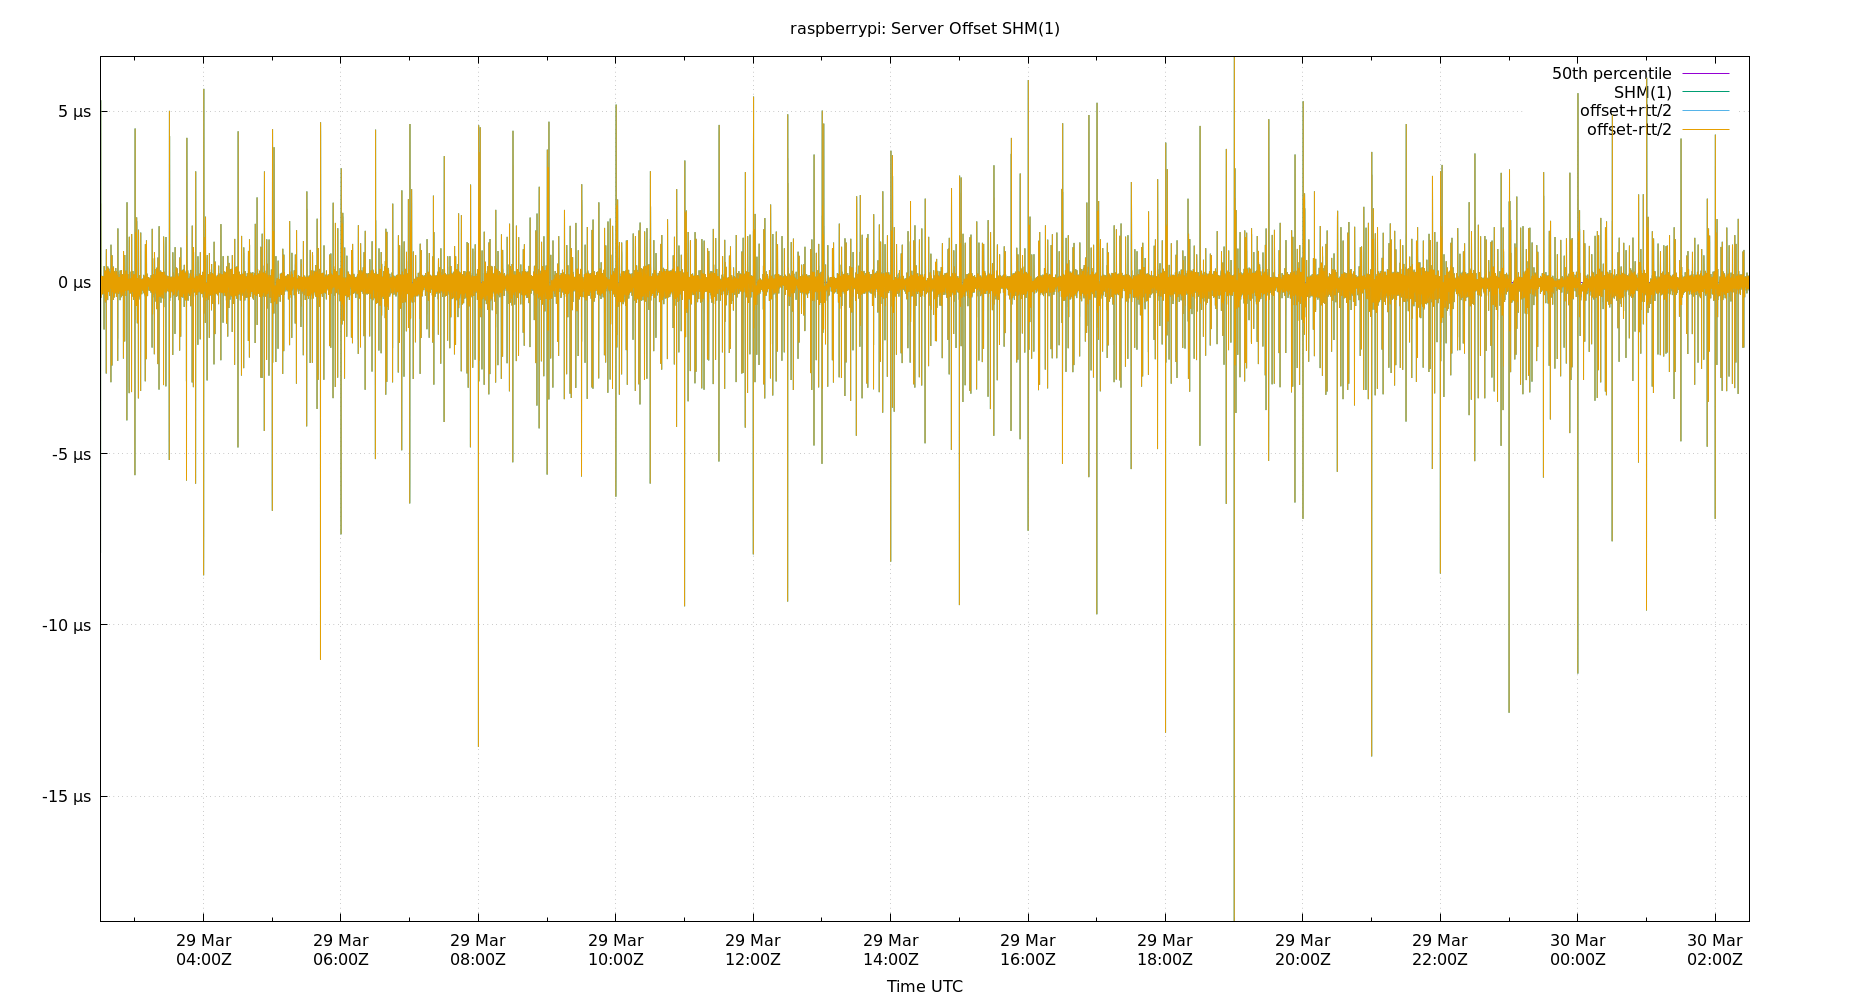 raspberrypi: Server Offset SHM(1)
50th percentile
SHM(1)
offset+rtt/2
offset-rtt/2
5 µs
0 µs
-5 µs
-10 µs
-15 µs
29 Mar 29 Mar 29 Mar 29 Mar 29 Mar 29 Mar 29 Mar 29 Mar 29 Mar 29 Mar 30 Mar 30 Mar
04:00Z 06:00Z 08:00Z 10:00Z 12:00Z 14:00Z 16:00Z 18:00Z 20:00Z 22:00Z 00:00Z 02:00Z
Time UTC